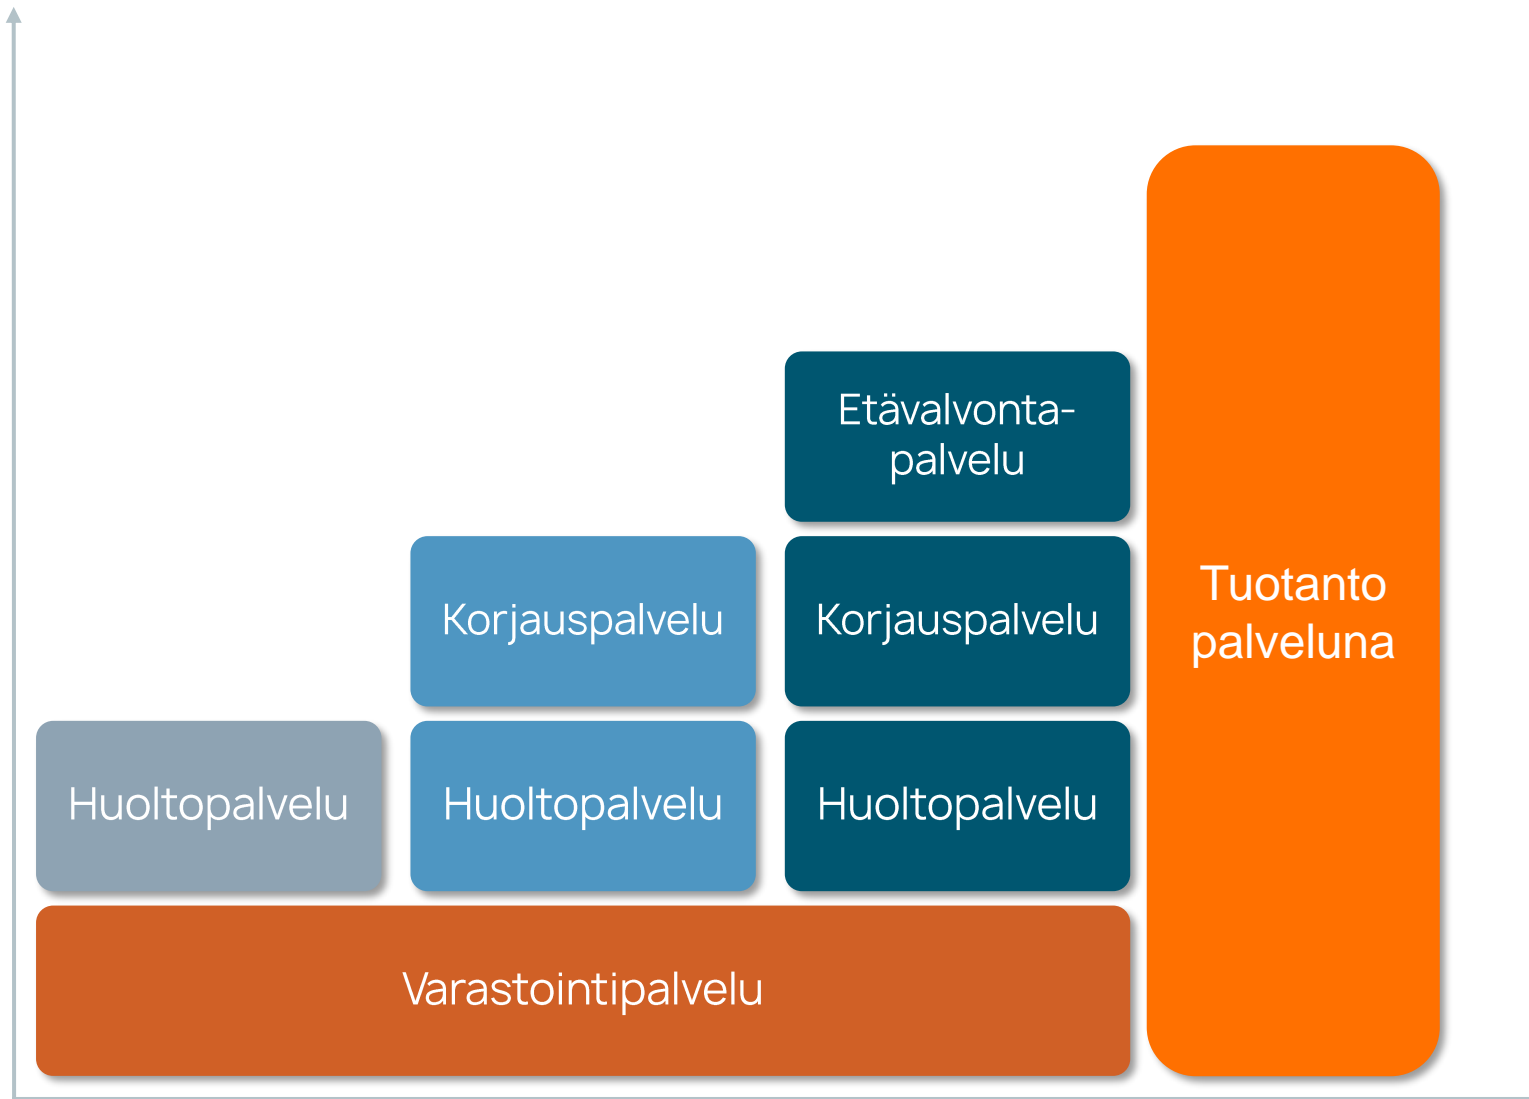 Etävalvonta-
palvelu
Korjauspalvelu
Korjauspalvelu
Tuotanto
palveluna
Huoltopalvelu
Huoltopalvelu
Huoltopalvelu
Varastointipalvelu